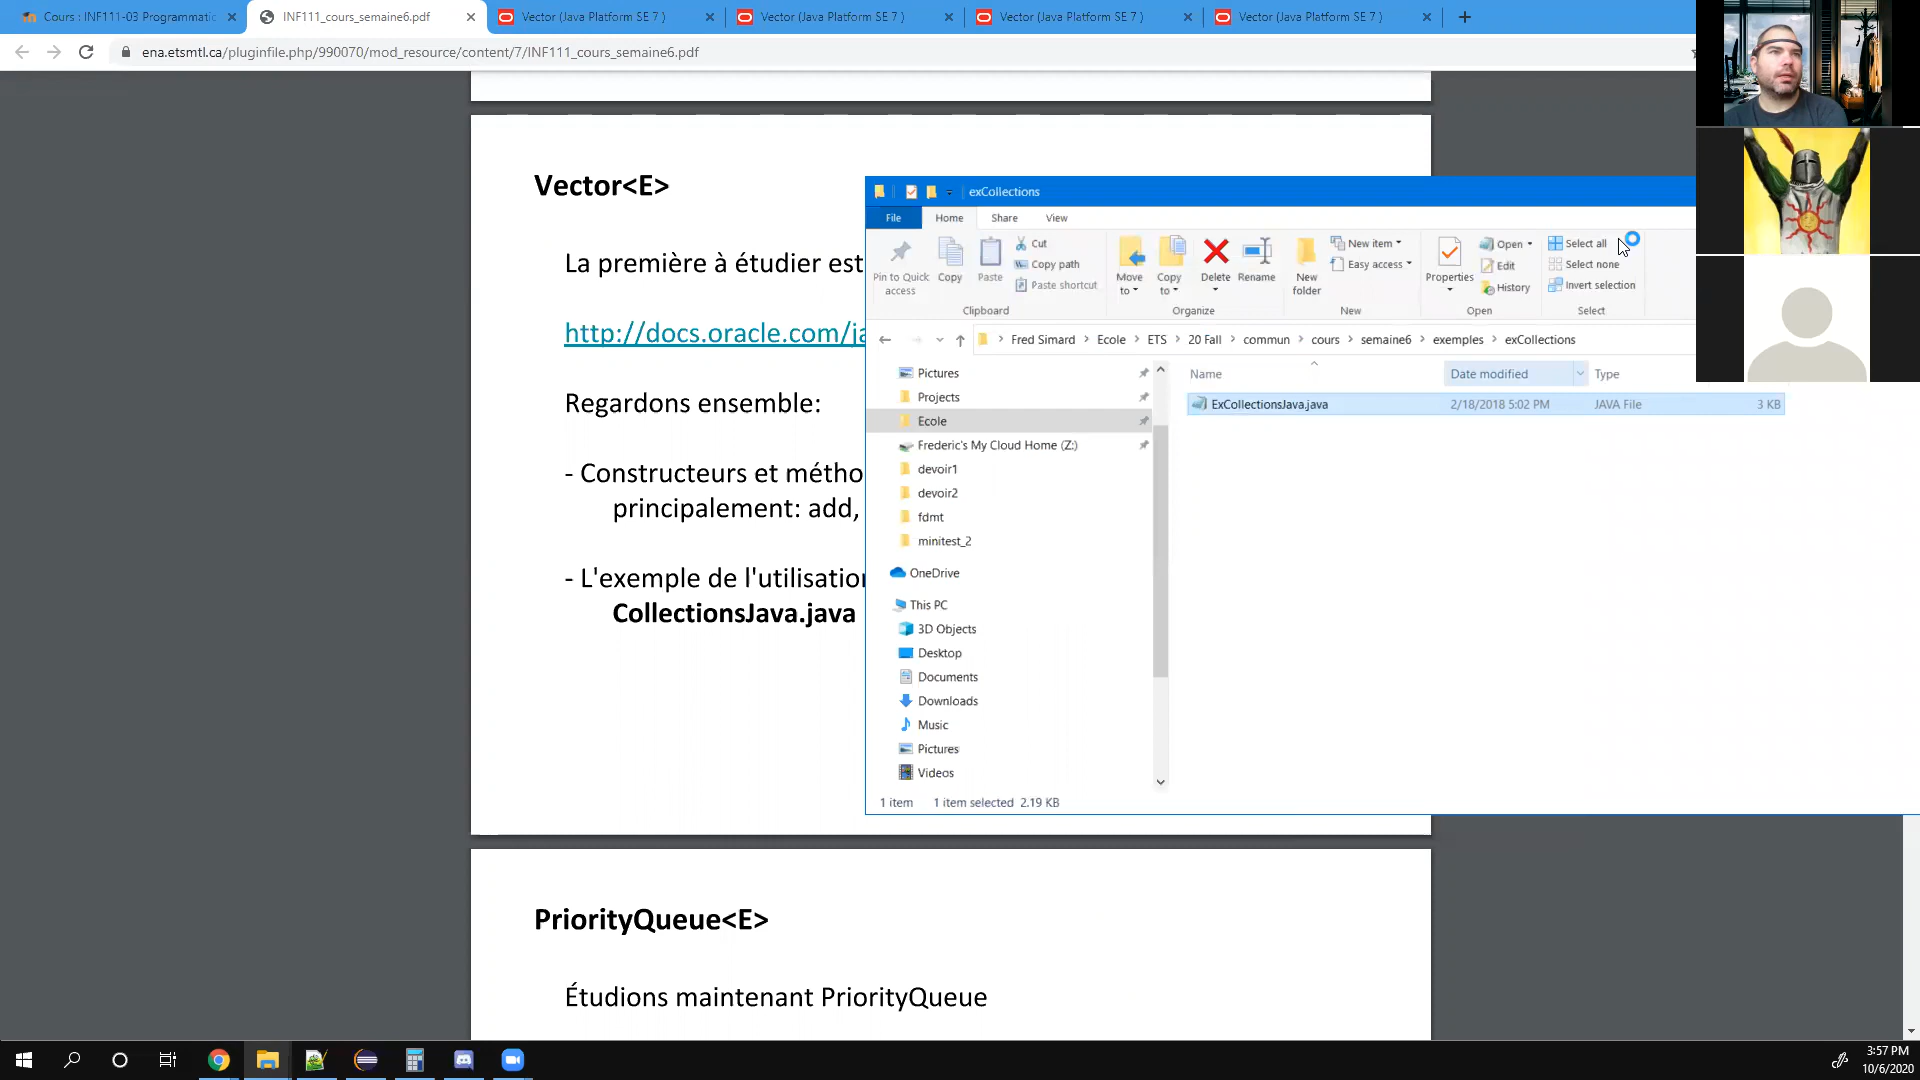 Cours : INF111-03 Programmatic
INF111_cours_semaine6.pdf
Vector (Java Platform SE 7 )
Vector (Java Platform SE 7 )
Vector (Java Platform SE 7 )
Vector (Java Platform SE 7 )
ena.etsmtl.ca/pluginfile.php/990070/mod_resource/content/7/INF111_cours_semaine6.pdf
Vector<E>
La première à étudier est
http://docs.oracle.com/ja
Regardons ensemble:
- Constructeurs et métho
principalement: add,
- L'exemple de l'utilisation
CollectionsJava.java
PriorityQueue<E>
Étudions maintenant PriorityQueue
exCollections
File
Home
Share
View
Pin to Quick access
Copy
Paste
Cut
Copy path
Paste shortcut
Clipboard
Move to
Copy to
Delete
Rename
Organize
New folder
New item
Easy access
New
Properties
Open
Edit
History
Open
Select all
Select none
Invert selection
Select
Fred Simard > Ecole > ETS > 20 Fall > commun > cours > semaine6 > exemples > exCollections
Name
Date modified
Type
ExCollectionsJava.java
2/18/2018 5:02 PM
JAVA File
3 KB
Pictures
Projects
Ecole
Frederic's My Cloud Home (Z:)
devoir1
devoir2
fdmt
minitest_2
OneDrive
This PC
3D Objects
Desktop
Documents
Downloads
Music
Pictures
Videos
1 item
1 item selected 2.19 KB
3:57 PM
10/6/2020